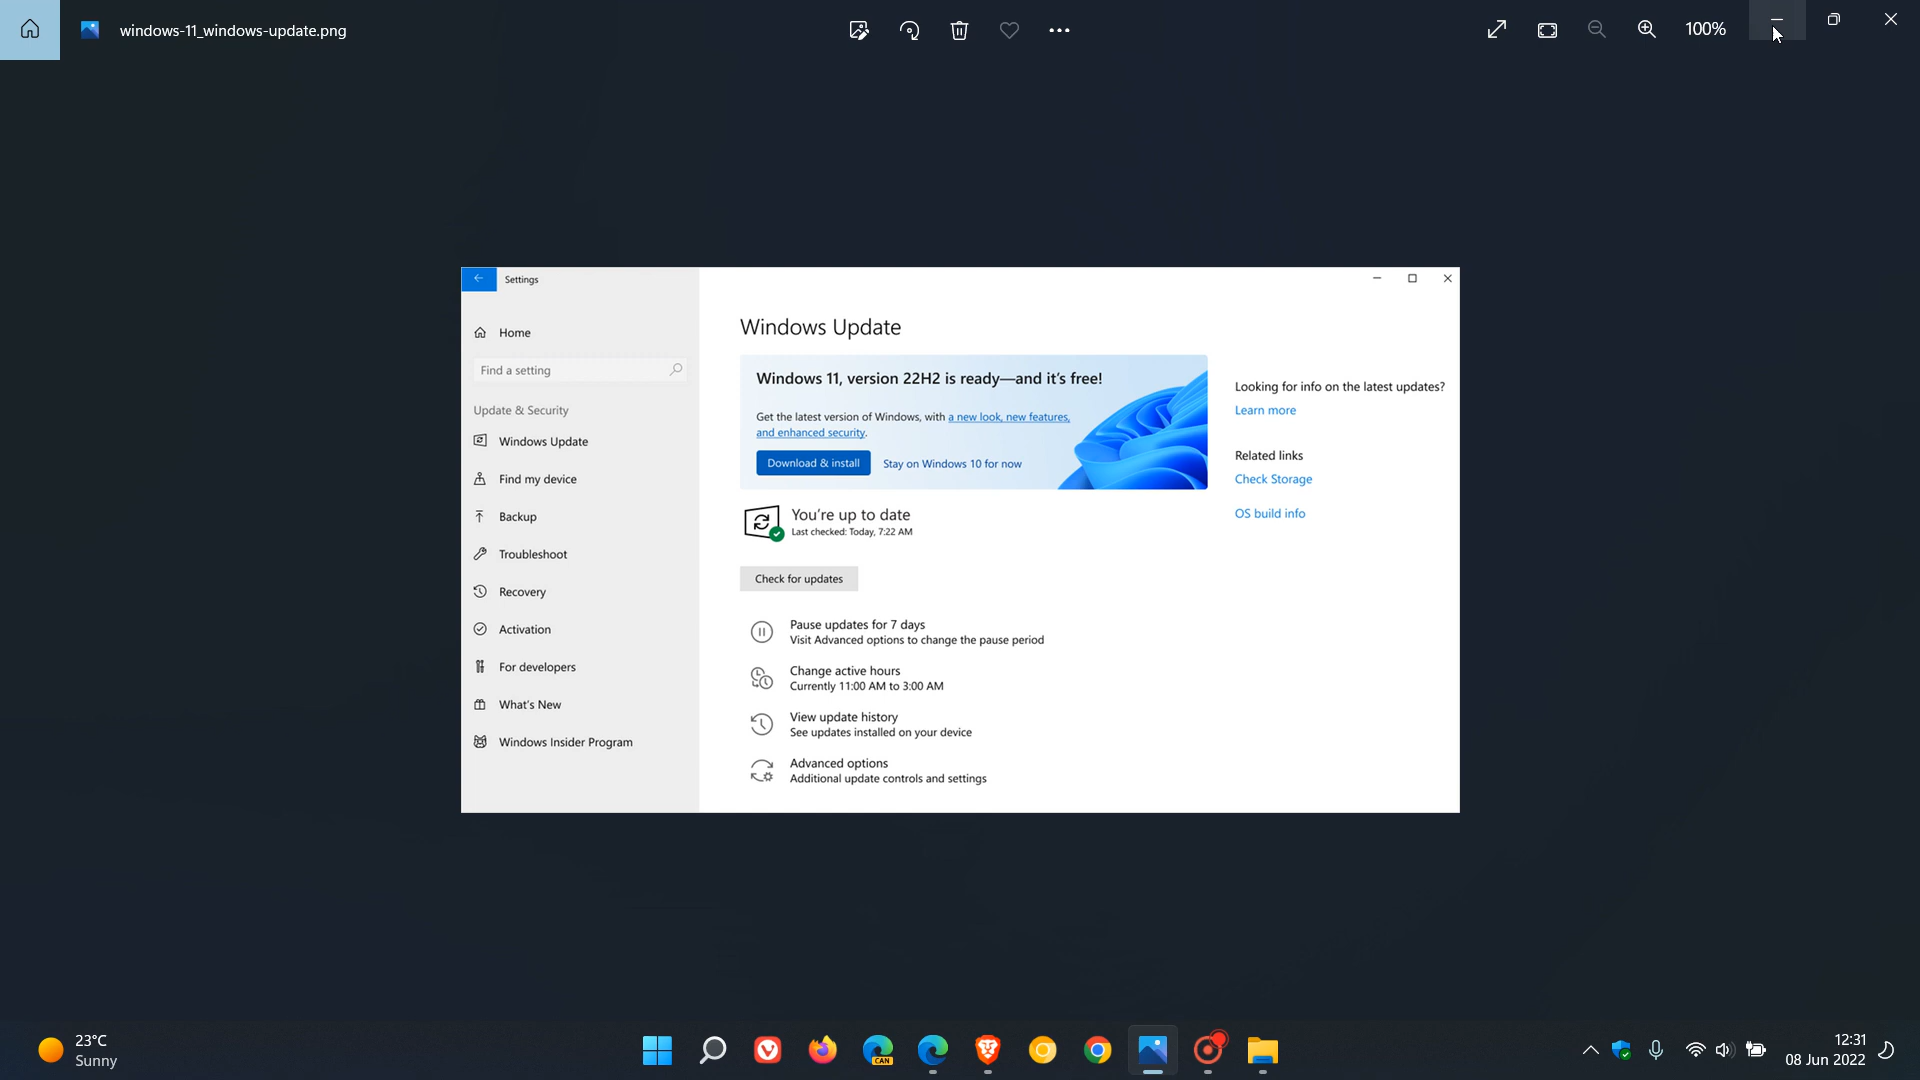 windows-11_windows-update.png
100%
Settings
Home
Find a setting
Update & Security
Windows Update
Find my device
Backup
Troubleshoot
Recovery
Activation
For developers
What's New
Windows Insider Program
Windows Update
Windows 11, version 22H2 is ready—and it's free!
Get the latest version of Windows, with a new look, new features,
and enhanced security.
Download & install
Stay on Windows 10 for now
You're up to date
Last checked: Today, 7:22 AM
Check for updates
Pause updates for 7 days
Visit Advanced options to change the pause period
Change active hours
Currently 11:00 AM to 3:00 AM
View update history
See updates installed on your device
Advanced options
Additional update controls and settings
Looking for info on the latest updates?
Learn more
Related links
Check Storage
OS build info
23°C
Sunny
CAN
12:31
08 Jun 2022